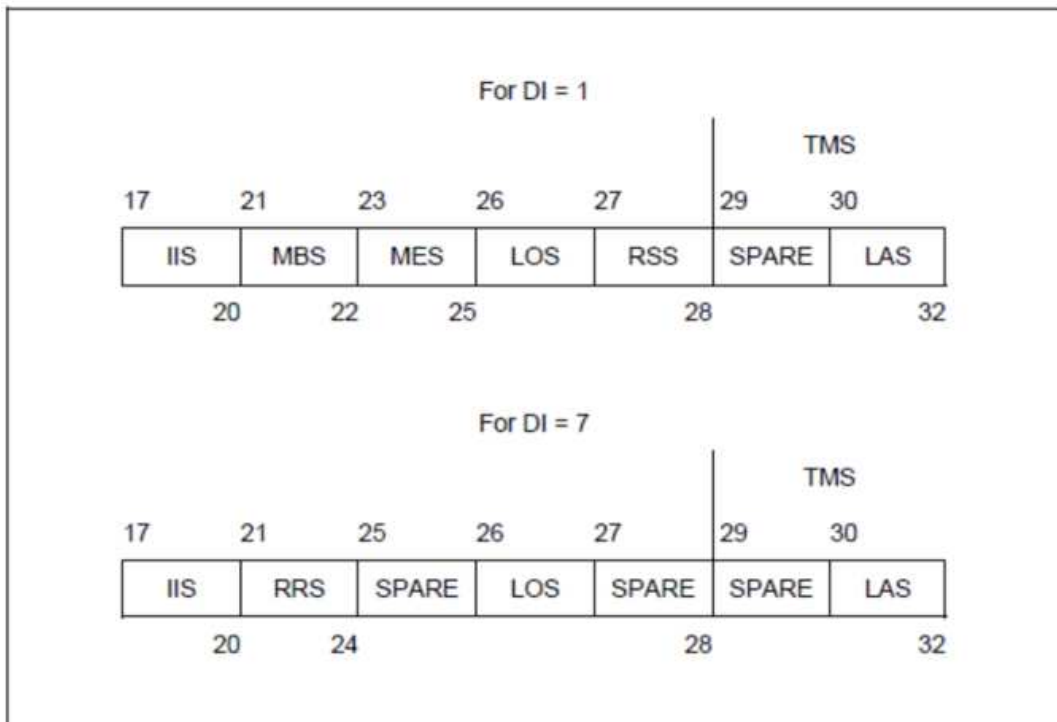 For DI = 1
TMS
17 21 23 26 27 29 30
IIS MBS MES LOS RSS SPARE LAS
20 22 25 28 32
For DI = 7
TMS
17 21 25 26 27 29 30
IIS RRS SPARE LOS SPARE SPARE LAS
20 24 28 32